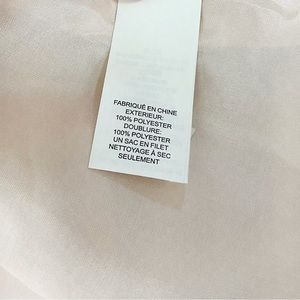 FABRIQUÉ EN CHINE
EXTERIEUR:
100% POLYESTER
DOUBLURE:
100% POLYESTER
UN SAC EN FILET
NETTOYAGE À SEC
SEULEMENT